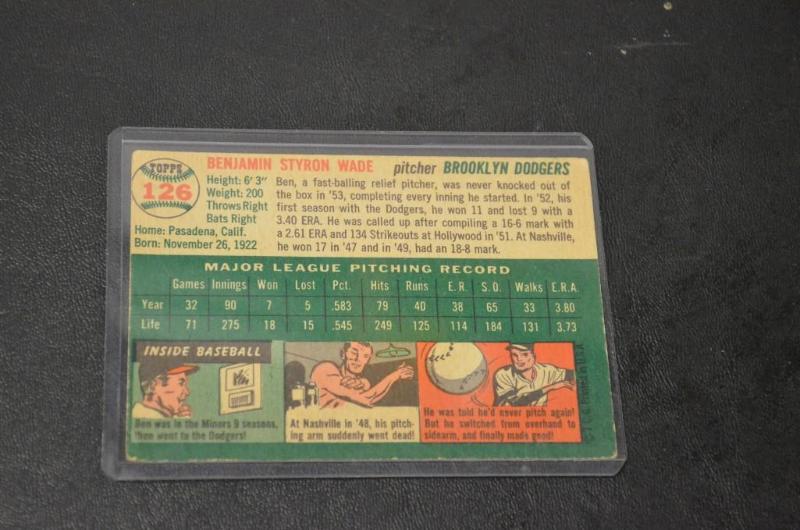 TOPPS
126
BENJAMIN STYRON WADE pitcher BROOKLYN DODGERS
Height: 6' 3"
Weight: 200
Throws Right
Bats Right
Home: Pasadena, Calif.
Born: November 26, 1922
Ben, a fast-balling relief pitcher, was never knocked out of
the box in '53, completing every inning he started. In '52, his
first season with the Dodgers, he won 11 and lost 9 with a
3.40 ERA. He was called up after compiling a 16-6 mark
with a 2.61 ERA and 134 Strikeouts at Hollywood in '51. At Nashville,
he won 17 in '47 and in '49, had an 18-8 mark.
MAJOR LEAGUE PITCHING RECORD
Games Innings Won Lost Pct. Hits Runs E.R. S.O. Walks E.R.A.
Year 32 90 7 5 .583 79 40 38 65 33 3.80
Life 71 275 18 15 .545 249 125 114 184 131 3.73
INSIDE BASEBALL
Ben was in the Minors 9 seasons,
then went to the Dodgers!
At Nashville in '48, his pitch-
ing arm suddenly went dead!
He was told he'd never pitch again!
But he switched from overhand to
sidearm, and finally made good!